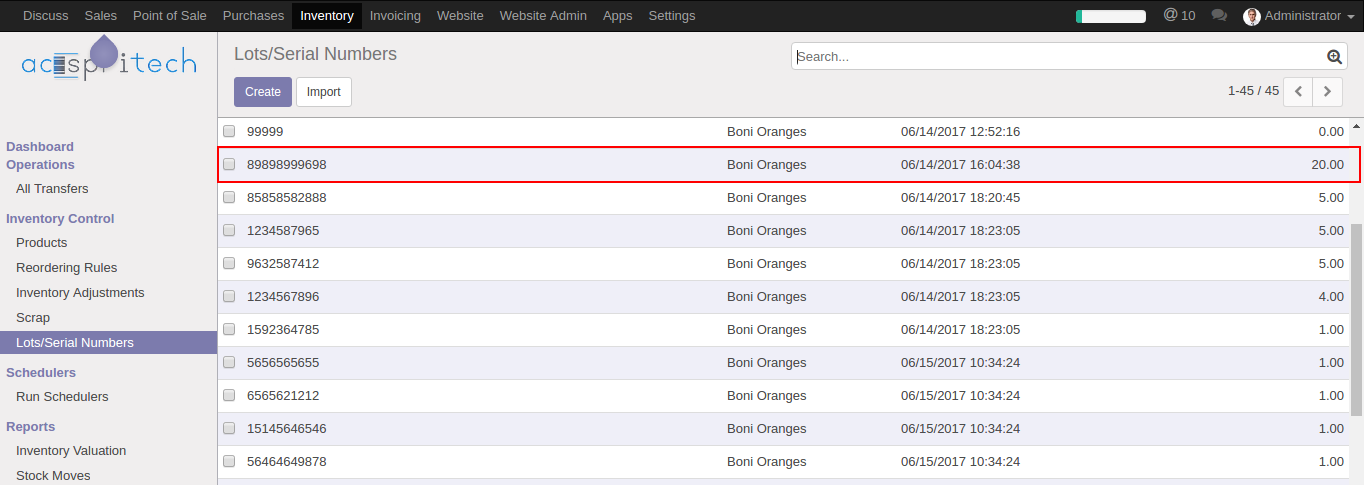 Discuss Sales Point of Sale Purchases Inventory Invoicing Website Website Admin Apps Settings @ 10 Administrator
Lots/Serial Numbers
Search...
Create Import
1-45 / 45
Dashboard
Operations
All Transfers
Inventory Control
Products
Reordering Rules
Inventory Adjustments
Scrap
Lots/Serial Numbers
Schedulers
Run Schedulers
Reports
Inventory Valuation
Stock Moves
99999 Boni Oranges 06/14/2017 12:52:16 0.00
89898999698 Boni Oranges 06/14/2017 16:04:38 20.00
85858582888 Boni Oranges 06/14/2017 18:20:45 5.00
1234587965 Boni Oranges 06/14/2017 18:23:05 5.00
9632587412 Boni Oranges 06/14/2017 18:23:05 5.00
1234567896 Boni Oranges 06/14/2017 18:23:05 4.00
1592364785 Boni Oranges 06/14/2017 18:23:05 1.00
5656565655 Boni Oranges 06/15/2017 10:34:24 1.00
6565621212 Boni Oranges 06/15/2017 10:34:24 1.00
15145646546 Boni Oranges 06/15/2017 10:34:24 1.00
56464649878 Boni Oranges 06/15/2017 10:34:24 1.00